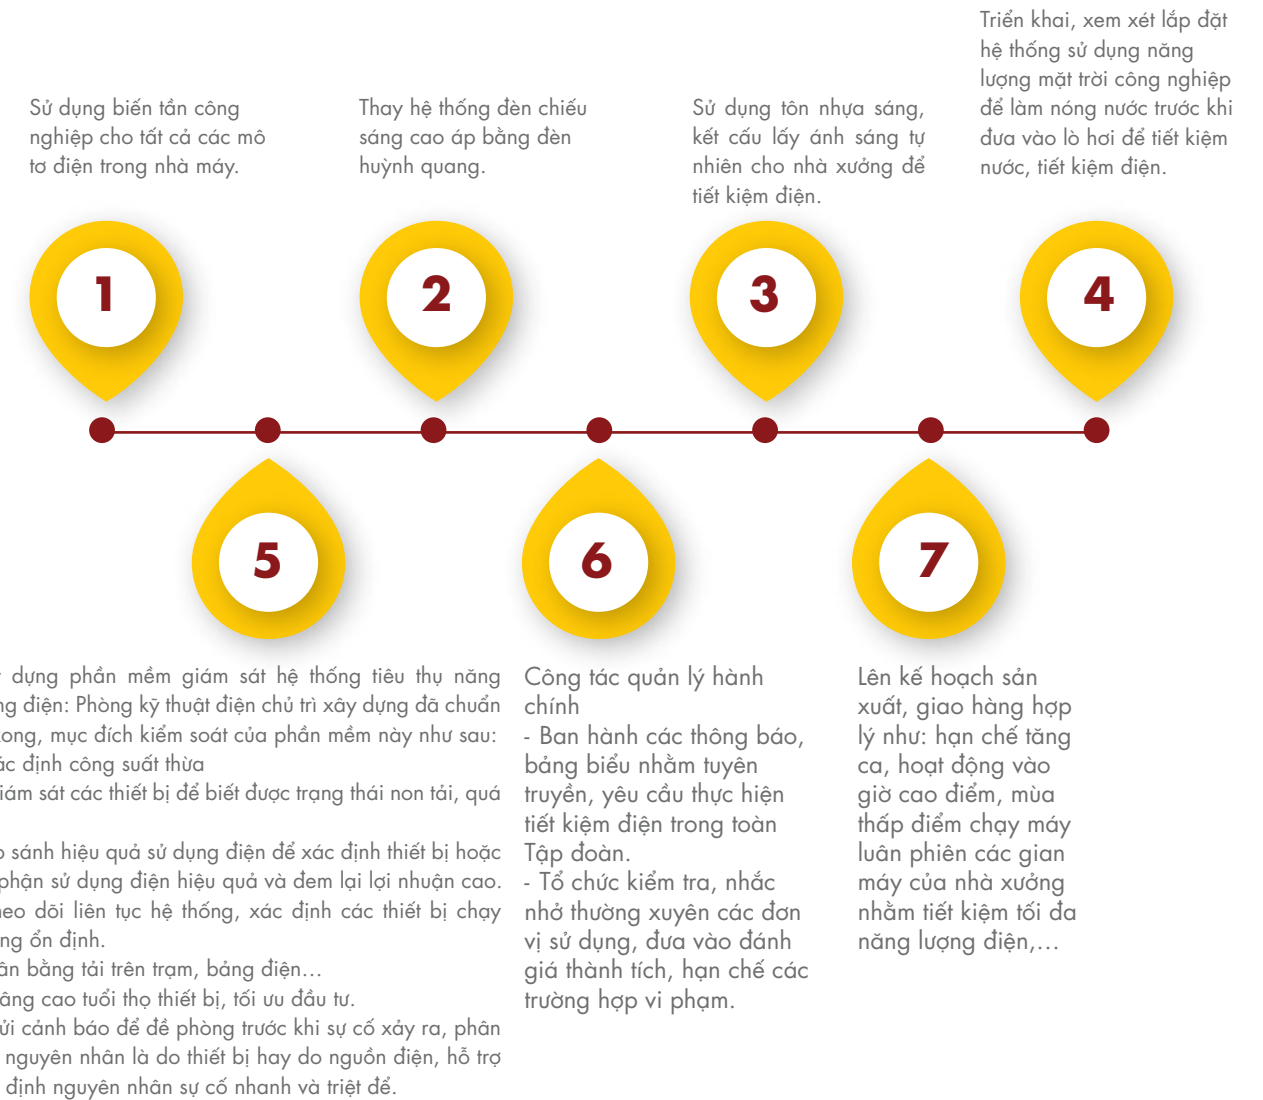 Sử dụng biến tần công
nghiệp cho tất cả các mô
tơ điện trong nhà máy.
Thay hệ thống đèn chiếu
sáng cao áp bằng đèn
huỳnh quang.
Sử dụng tôn nhựa sáng,
kết cấu lấy ánh sáng tự
nhiên cho nhà xưởng để
tiết kiệm điện.
Triển khai, xem xét lắp đặt
hệ thống sử dụng năng
lượng mặt trời công nghiệp
để làm nóng nước trước khi
đưa vào lò hơi để tiết kiệm
nước, tiết kiệm điện.
1
2
3
4
5
6
7
dựng phần mềm giám sát hệ thống tiêu thụ năng
điện: Phòng kỹ thuật điện chủ trì xây dựng đã chuẩn
mục đích kiểm soát của phần mềm này như sau:
định công suất thừa
sát các thiết bị để biết được trạng thái non tải, quá
sánh hiệu quả sử dụng điện để xác định thiết bị hoặc
phận sử dụng điện hiệu quả và đem lại lợi nhuận cao.
dõi liên tục hệ thống, xác định các thiết bị chạy
ổn định.
bằng tải trên trạm, bảng điện...
cao tuổi thọ thiết bị, tối ưu đầu tư.
cảnh báo để đề phòng trước khi sự cố xảy ra, phân
nguyên nhân là do thiết bị hay do nguồn điện, hỗ trợ
định nguyên nhân sự cố nhanh và triệt để.
Công tác quản lý hành
chính
- Ban hành các thông báo,
bảng biểu nhằm tuyên
truyền, yêu cầu thực hiện
tiết kiệm điện trong toàn
Tập đoàn.
- Tổ chức kiểm tra, nhắc
nhở thường xuyên các đơn
vị sử dụng, đưa vào đánh
giá thành tích, hạn chế các
trường hợp vi phạm.
Lên kế hoạch sản
xuất, giao hàng hợp
lý như: hạn chế tăng
ca, hoạt động vào
giờ cao điểm, mùa
thấp điểm chạy máy
luân phiên các gian
máy của nhà xưởng
nhằm tiết kiệm tối đa
năng lượng điện,...